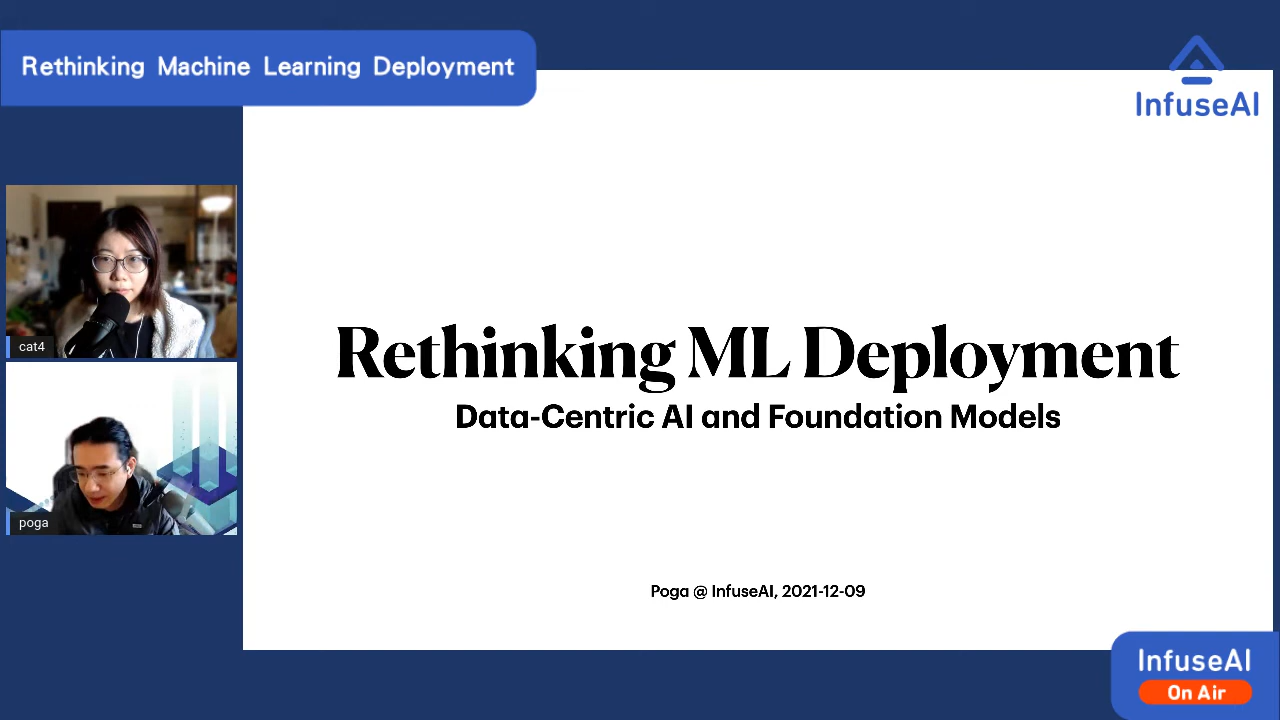 Rethinking Machine Learning Deployment
InfuseAI
cat4
poga
Rethinking ML Deployment
Data-Centric AI and Foundation Models
Poga @ InfuseAI, 2021-12-09
InfuseAI
On Air